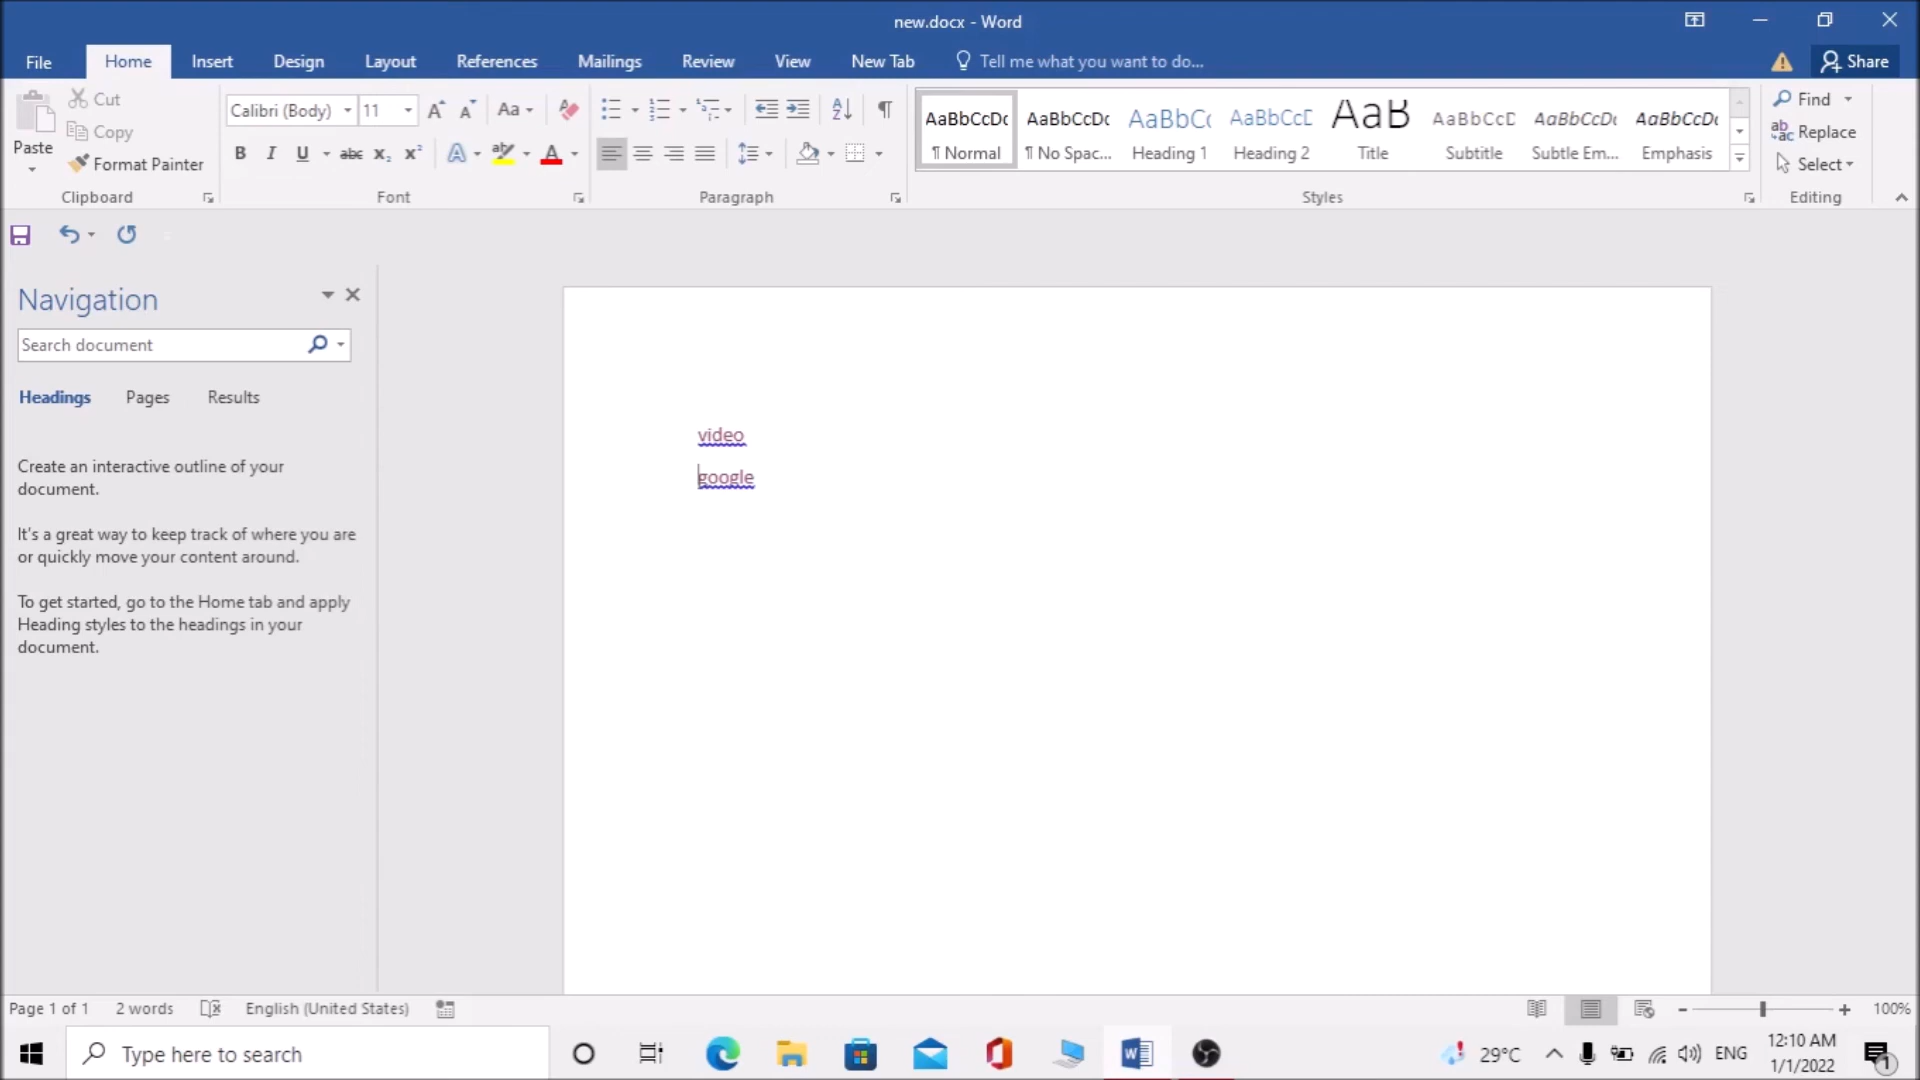 new.docx - Word
File Home Insert Design Layout References Mailings Review View New Tab Tell me what you want to do... Share
Cut
Copy
Format Painter
Paste
Clipboard
Calibri (Body) 11
Font
Paragraph
AaBbCcDc AaBbCcDc AaBbCc AaBbCcD AaB AaBbCcD AaBbCcDc AaBbCcDc
¶ Normal ¶ No Spac... Heading 1 Heading 2 Title Subtitle Subtle Em... Emphasis
Styles
Find
Replace
Select
Editing
Navigation
Search document
Headings Pages Results
Create an interactive outline of your
document.
It's a great way to keep track of where you are
or quickly move your content around.
To get started, go to the Home tab and apply
Heading styles to the headings in your
document.
video
google
Page 1 of 1 2 words English (United States) 100%
Type here to search
29°C ENG
12:10 AM
1/1/2022
1